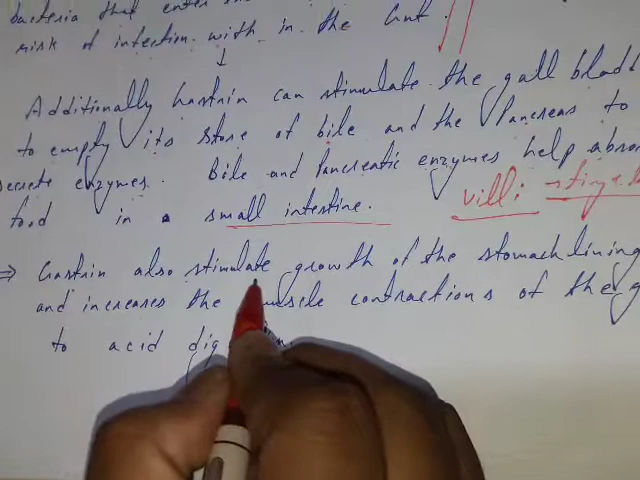 bacteria that enter
risk of infection with in the Gut.
Additionally Gastrin can stimulate the gall bladd
to empty its store of bile and the Pancreas to
secrete enzymes. Bile and Pancreatic enzymes help absor
food in a small intestine. villi:
⇒ Gastrin also stimulate growth of the stomach lining
and increases the muscle contractions of the g
to acid dig